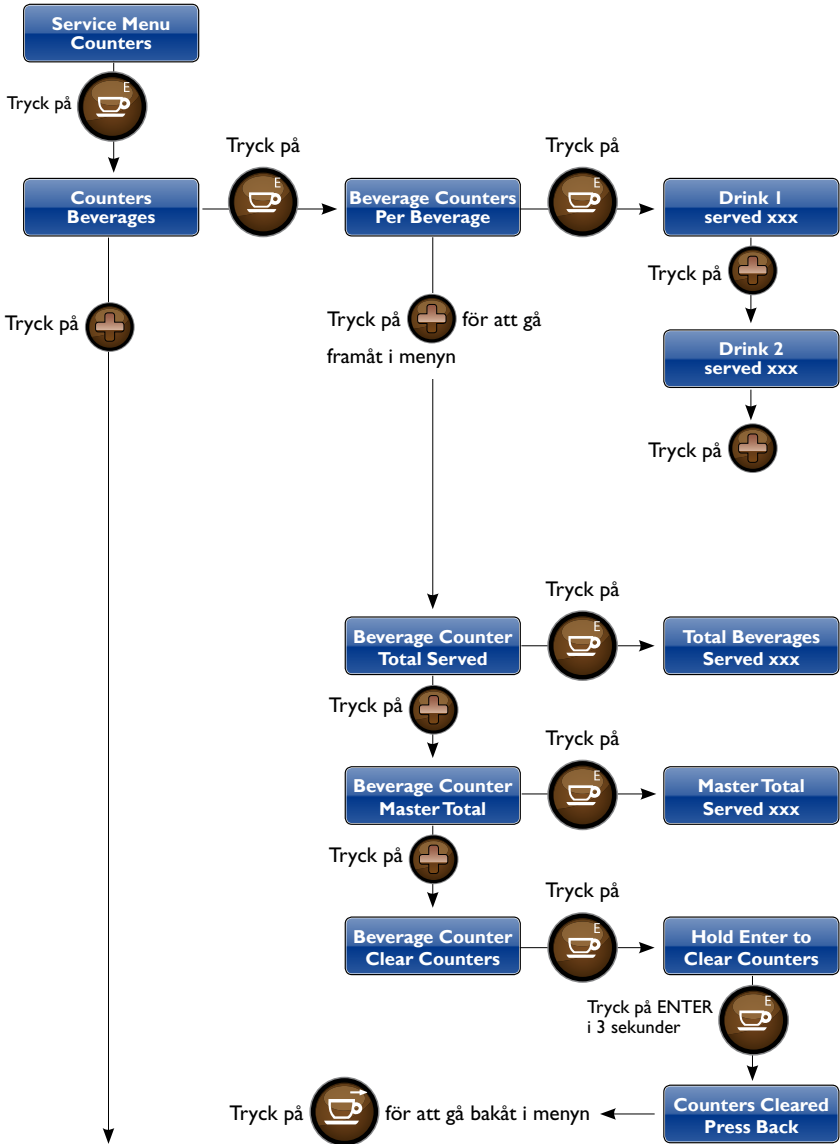 Service Menu
Counters
Tryck på
E
Tryck på
Tryck på
Counters
Beverages
E
Beverage Counters
Per Beverage
E
Drink 1
served xxx
Tryck på
Tryck på
Tryck på
för att gå
framåt i menyn
Drink 2
served xxx
Tryck på
Tryck på
Beverage Counter
Total Served
E
Total Beverages
Served xxx
Tryck på
Tryck på
Beverage Counter
Master Total
E
Master Total
Served xxx
Tryck på
Tryck på
Beverage Counter
Clear Counters
E
Hold Enter to
Clear Counters
Tryck på ENTER
i 3 sekunder
E
Tryck på
för att gå bakåt i menyn
Counters Cleared
Press Back